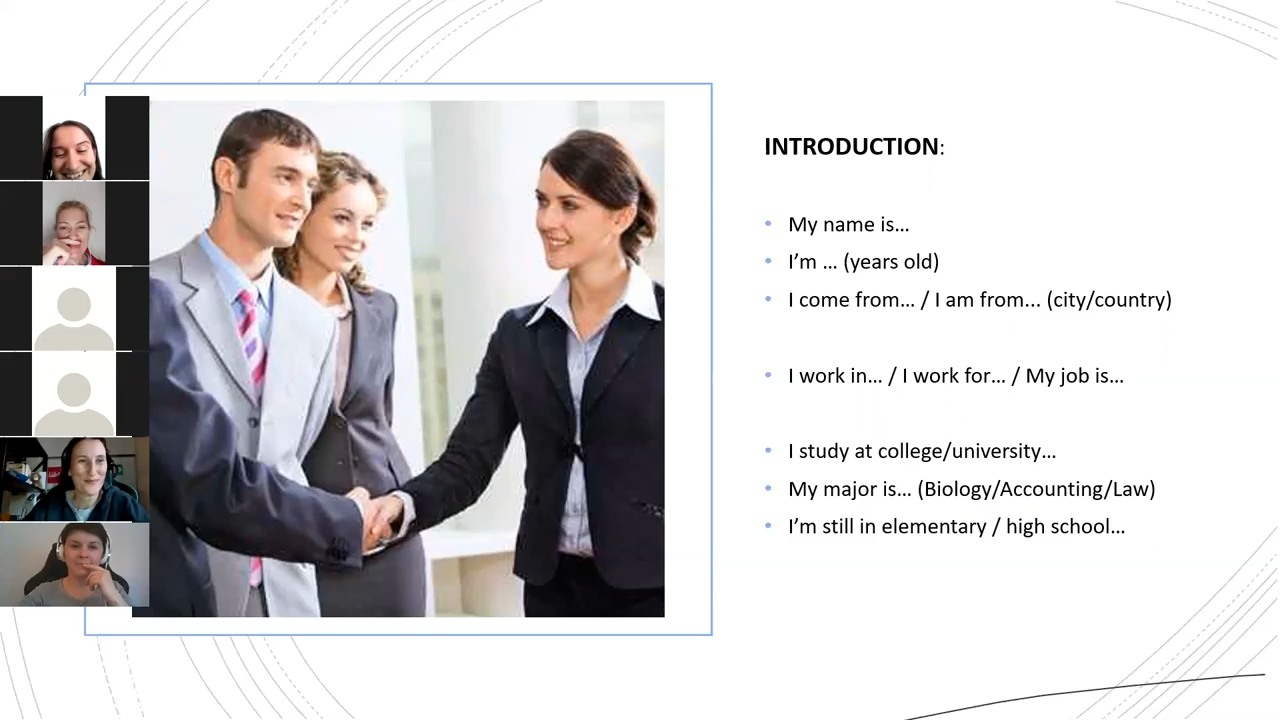 INTRODUCTION:
• My name is…
• I’m … (years old)
• I come from… / I am from… (city/country)
• I work in… / I work for… / My job is…
• I study at college/university…
• My major is… (Biology/Accounting/Law)
• I’m still in elementary / high school…